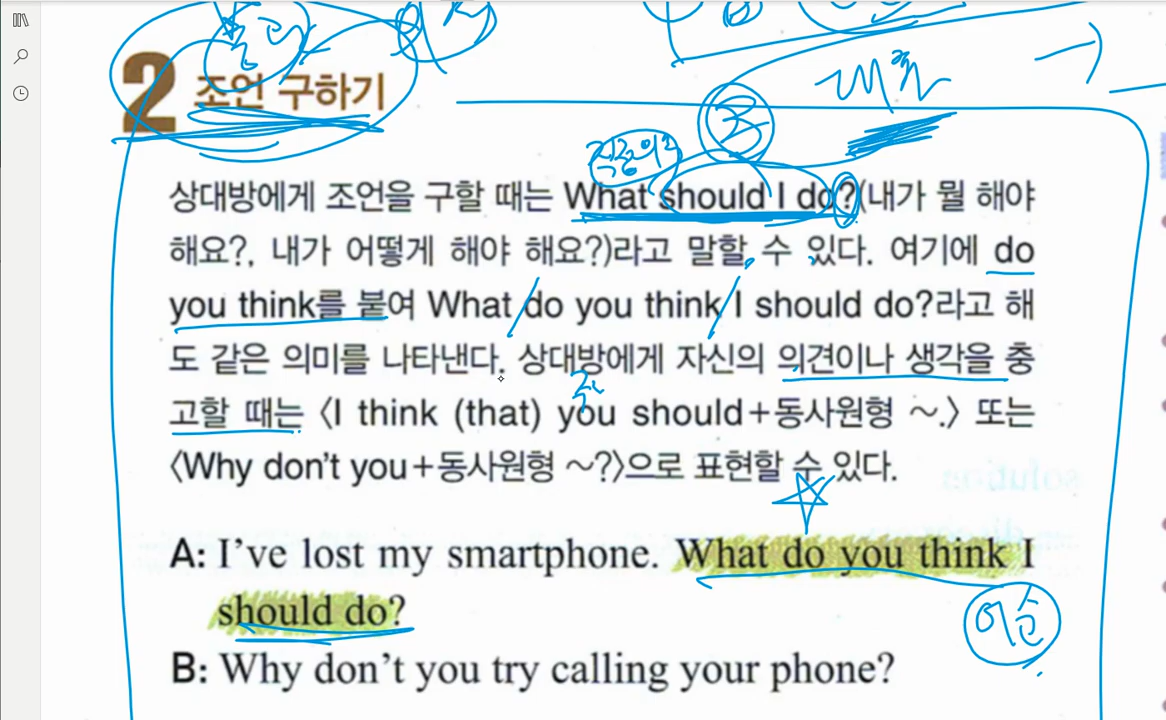 2 조언 구하기
직접의
상대방에게 조언을 구할 때는 What should I do?(내가 뭘 해야
해요?, 내가 어떻게 해야 해요?)라고 말할 수 있다. 여기에 do
you think를 붙여 What do you think I should do?라고 해
도 같은 의미를 나타낸다. 상대방에게 자신의 의견이나 생각을 충
고할 때는 〈I think (that) you should+동사원형 ~.〉 또는
〈Why don't you+동사원형 ~?〉으로 표현할 수 있다.
A: I've lost my smartphone. What do you think I
should do?
어순
B: Why don't you try calling your phone?